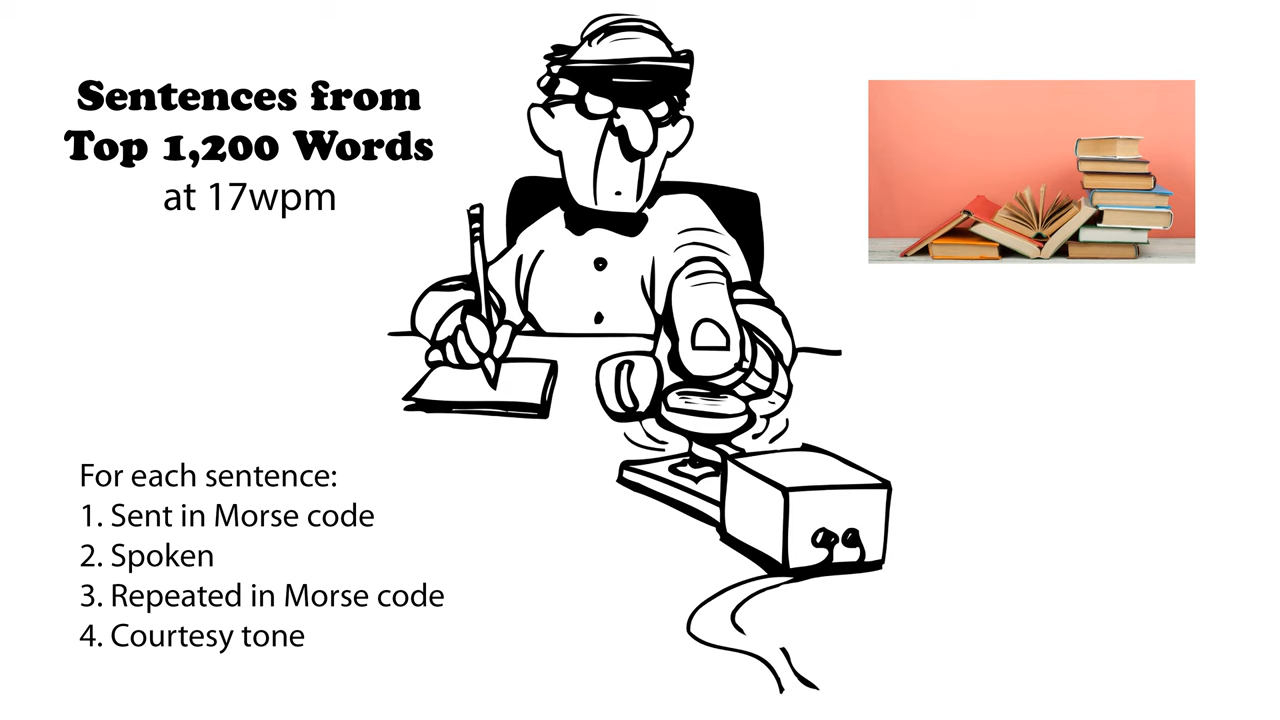 Sentences from
Top 1,200 Words
at 17wpm
For each sentence:
1. Sent in Morse code
2. Spoken
3. Repeated in Morse code
4. Courtesy tone